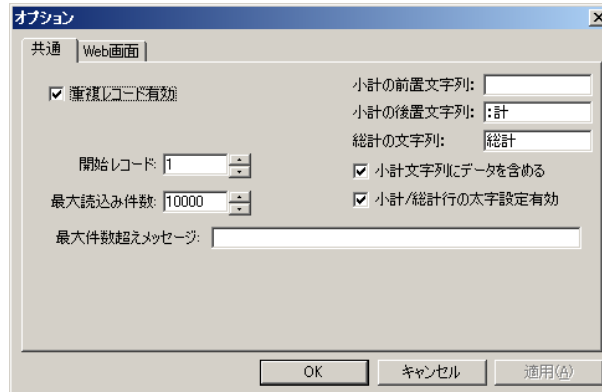 オプション
共通 Web画面
重複レコード有効
小計の前置文字列:
小計の後置文字列: :計
総計の文字列: 総計
開始レコード: 1
小計文字列にデータを含める
最大読込み件数: 10000
小計/総計行の太字設定有効
最大件数超えメッセージ:
OK キャンセル 適用(A)